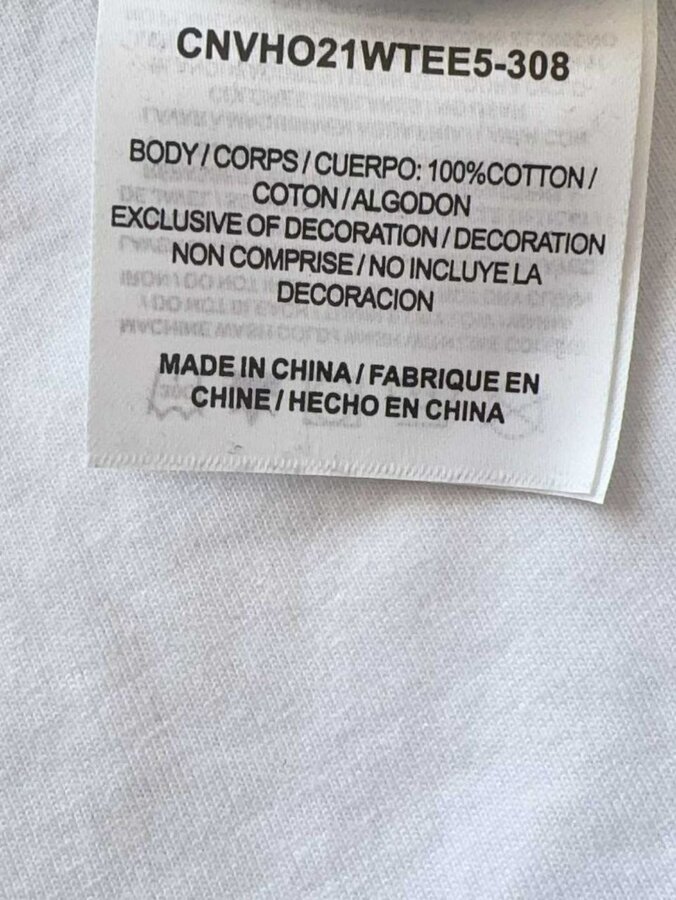 CNVHO21WTEE5-308
BODY / CORPS / CUERPO: 100%COTTON /
COTON / ALGODON
EXCLUSIVE OF DECORATION / DECORATION
NON COMPRISE / NO INCLUYE LA
DECORACION
MADE IN CHINA / FABRIQUE EN
CHINE / HECHO EN CHINA